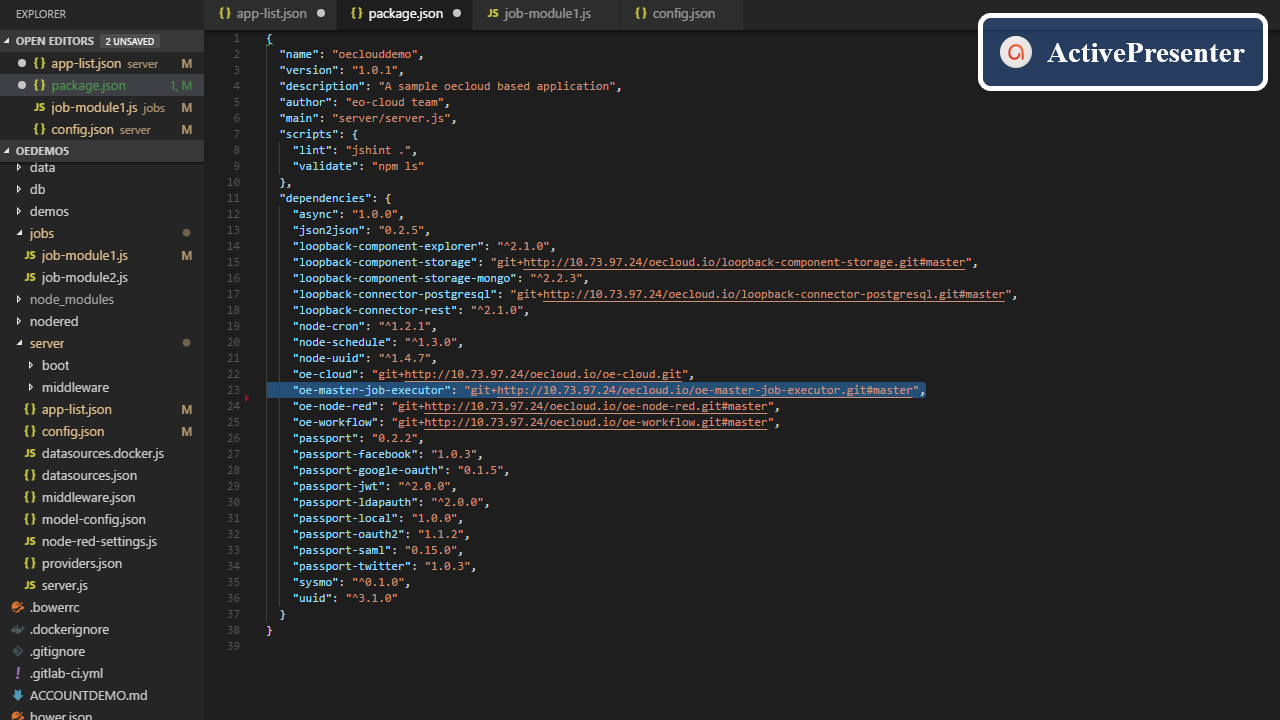 EXPLORER
OPEN EDITORS 2 UNSAVED
{} app-list.json server M
{} package.json 1, M
JS job-module1.js jobs M
{} config.json server M
OEDEMO5
data
db
demos
jobs
JS job-module1.js M
JS job-module2.js
node_modules
nodered
server
boot
middleware
{} app-list.json M
{} config.json M
JS datasources.docker.js
{} datasources.json
{} middleware.json
{} model-config.json
JS node-red-settings.js
{} providers.json
JS server.js
.bowerrc
.dockerignore
.gitignore
! .gitlab-ci.yml
ACCOUNTDEMO.md
bower.json
{} app-list.json
{} package.json
JS job-module1.js
{} config.json
ActivePresenter
1 {
2 "name": "oeclouddemo",
3 "version": "1.0.1",
4 "description": "A sample oecloud based application",
5 "author": "eo-cloud team",
6 "main": "server/server.js",
7 "scripts": {
8 "lint": "jshint .",
9 "validate": "npm ls"
10 },
11 "dependencies": {
12 "async": "1.0.0",
13 "json2json": "0.2.5",
14 "loopback-component-explorer": "^2.1.0",
15 "loopback-component-storage": "git+http://10.73.97.24/oecloud.io/loopback-component-storage.git#master",
16 "loopback-component-storage-mongo": "^2.2.3",
17 "loopback-connector-postgresql": "git+http://10.73.97.24/oecloud.io/loopback-connector-postgresql.git#master",
18 "loopback-connector-rest": "^2.1.0",
19 "node-cron": "^1.2.1",
20 "node-schedule": "^1.3.0",
21 "node-uuid": "^1.4.7",
22 "oe-cloud": "git+http://10.73.97.24/oecloud.io/oe-cloud.git",
23 "oe-master-job-executor": "git+http://10.73.97.24/oecloud.io/oe-master-job-executor.git#master",
24 "oe-node-red": "git+http://10.73.97.24/oecloud.io/oe-node-red.git#master",
25 "oe-workflow": "git+http://10.73.97.24/oecloud.io/oe-workflow.git#master",
26 "passport": "0.2.2",
27 "passport-facebook": "1.0.3",
28 "passport-google-oauth": "0.1.5",
29 "passport-jwt": "^2.0.0",
30 "passport-ldapauth": "^2.0.0",
31 "passport-local": "1.0.0",
32 "passport-oauth2": "1.1.2",
33 "passport-saml": "0.15.0",
34 "passport-twitter": "1.0.3",
35 "sysmo": "^0.1.0",
36 "uuid": "^3.1.0"
37 }
38 }
39